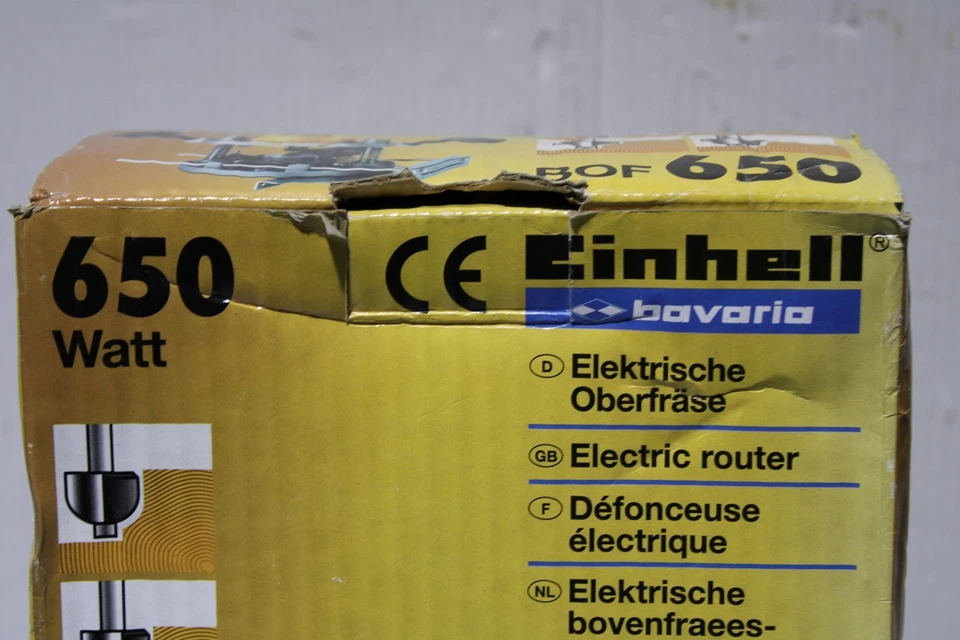 BOF 650
650
Watt
CE
Einhell®
bavaria
D Elektrische
Oberfräse
GB Electric router
F Défonceuse
électrique
NL Elektrische
bovenfraees-